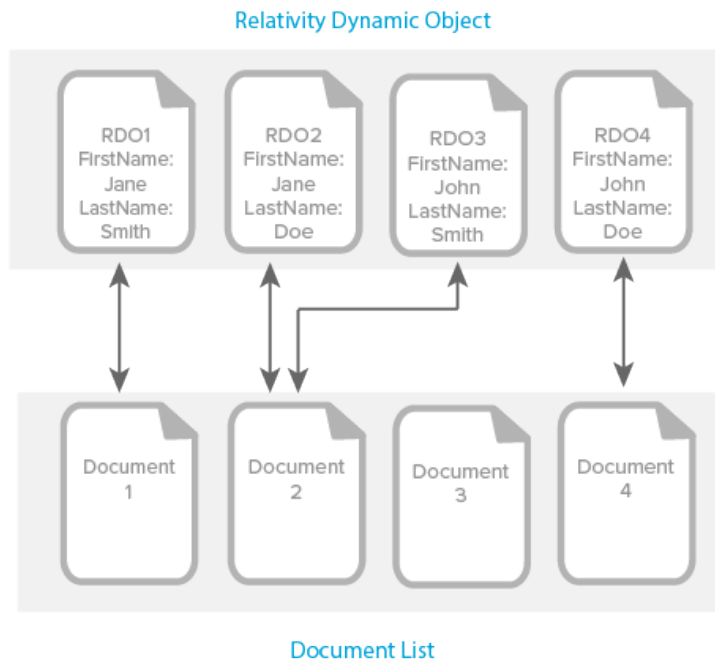 Relativity Dynamic Object
RDO1
FirstName:
Jane
LastName:
Smith
RDO2
FirstName:
Jane
LastName:
Doe
RDO3
FirstName:
John
LastName:
Smith
RDO4
FirstName:
John
LastName:
Doe
Document
1
Document
2
Document
3
Document
4
Document List